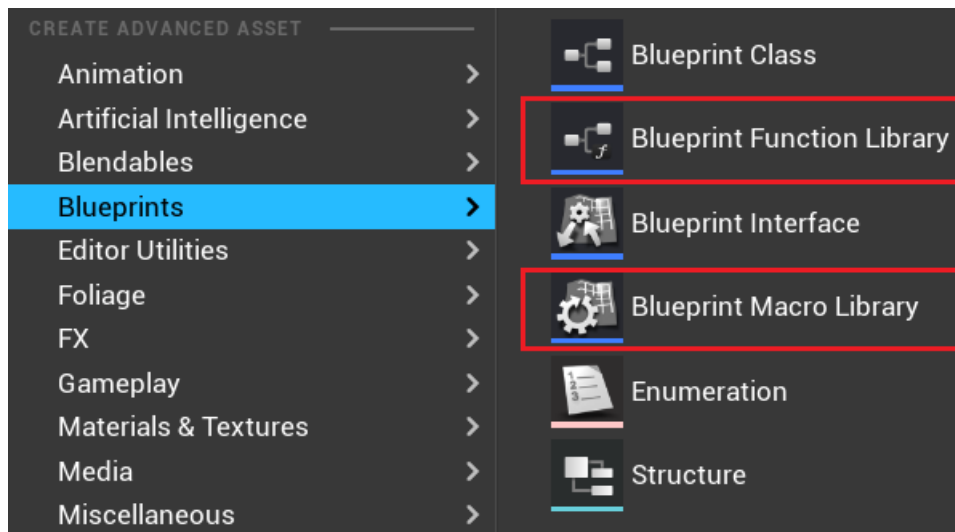 CREATE ADVANCED ASSET
Animation
Artificial Intelligence
Blendables
Blueprints
Editor Utilities
Foliage
FX
Gameplay
Materials & Textures
Media
Miscellaneous
Blueprint Class
Blueprint Function Library
Blueprint Interface
Blueprint Macro Library
Enumeration
Structure